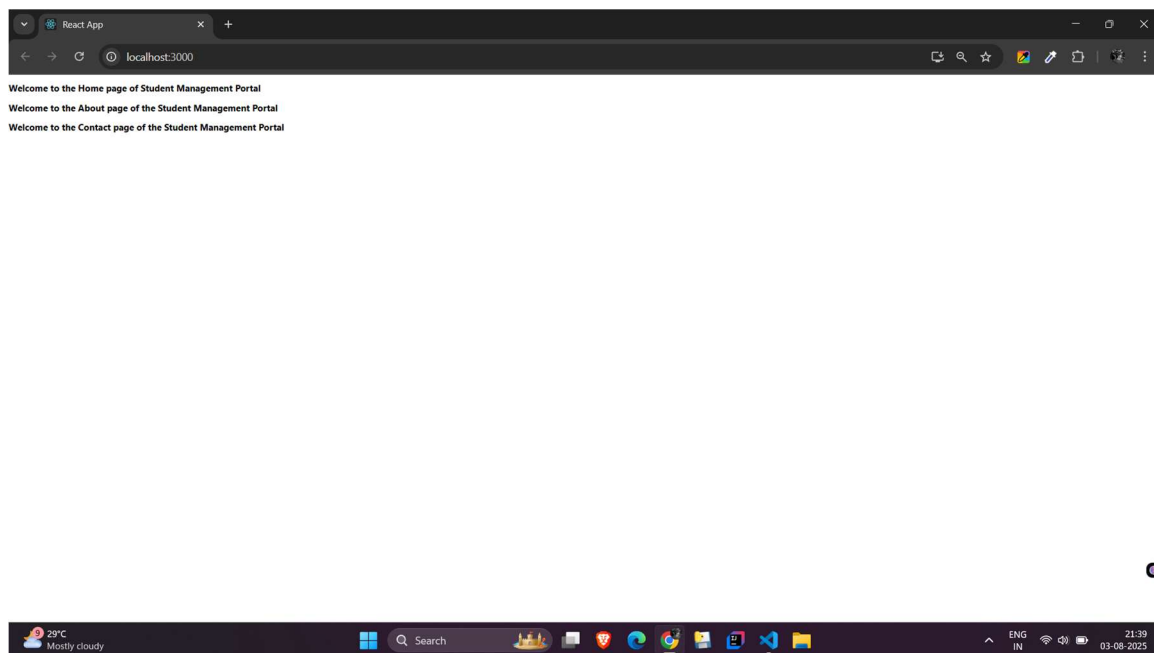 React App
localhost:3000
Welcome to the Home page of Student Management Portal
Welcome to the About page of the Student Management Portal
Welcome to the Contact page of the Student Management Portal
9
29°C
Mostly cloudy
Search
ENG
IN
21:39
03-08-2025